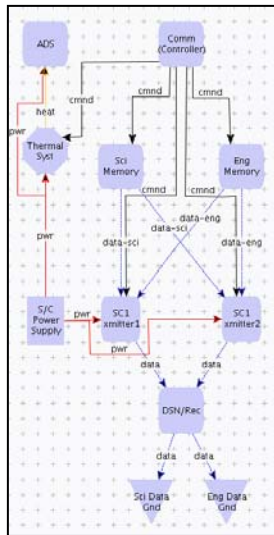 ADS
Comm
(Controller)
cmnd
cmnd
cmnd
heat
pwr
Thermal
Syst
Sci
Memory
Eng
Memory
cmnd
cmnd
data-eng
data-sci
data-sci
data-eng
pwr
S/C
Power
Supply
pwr
pwr
SC1
xmitter1
SC1
xmitter2
data
data
DSN/Rec
data
data
Sci Data
Gnd
Eng Data
Gnd